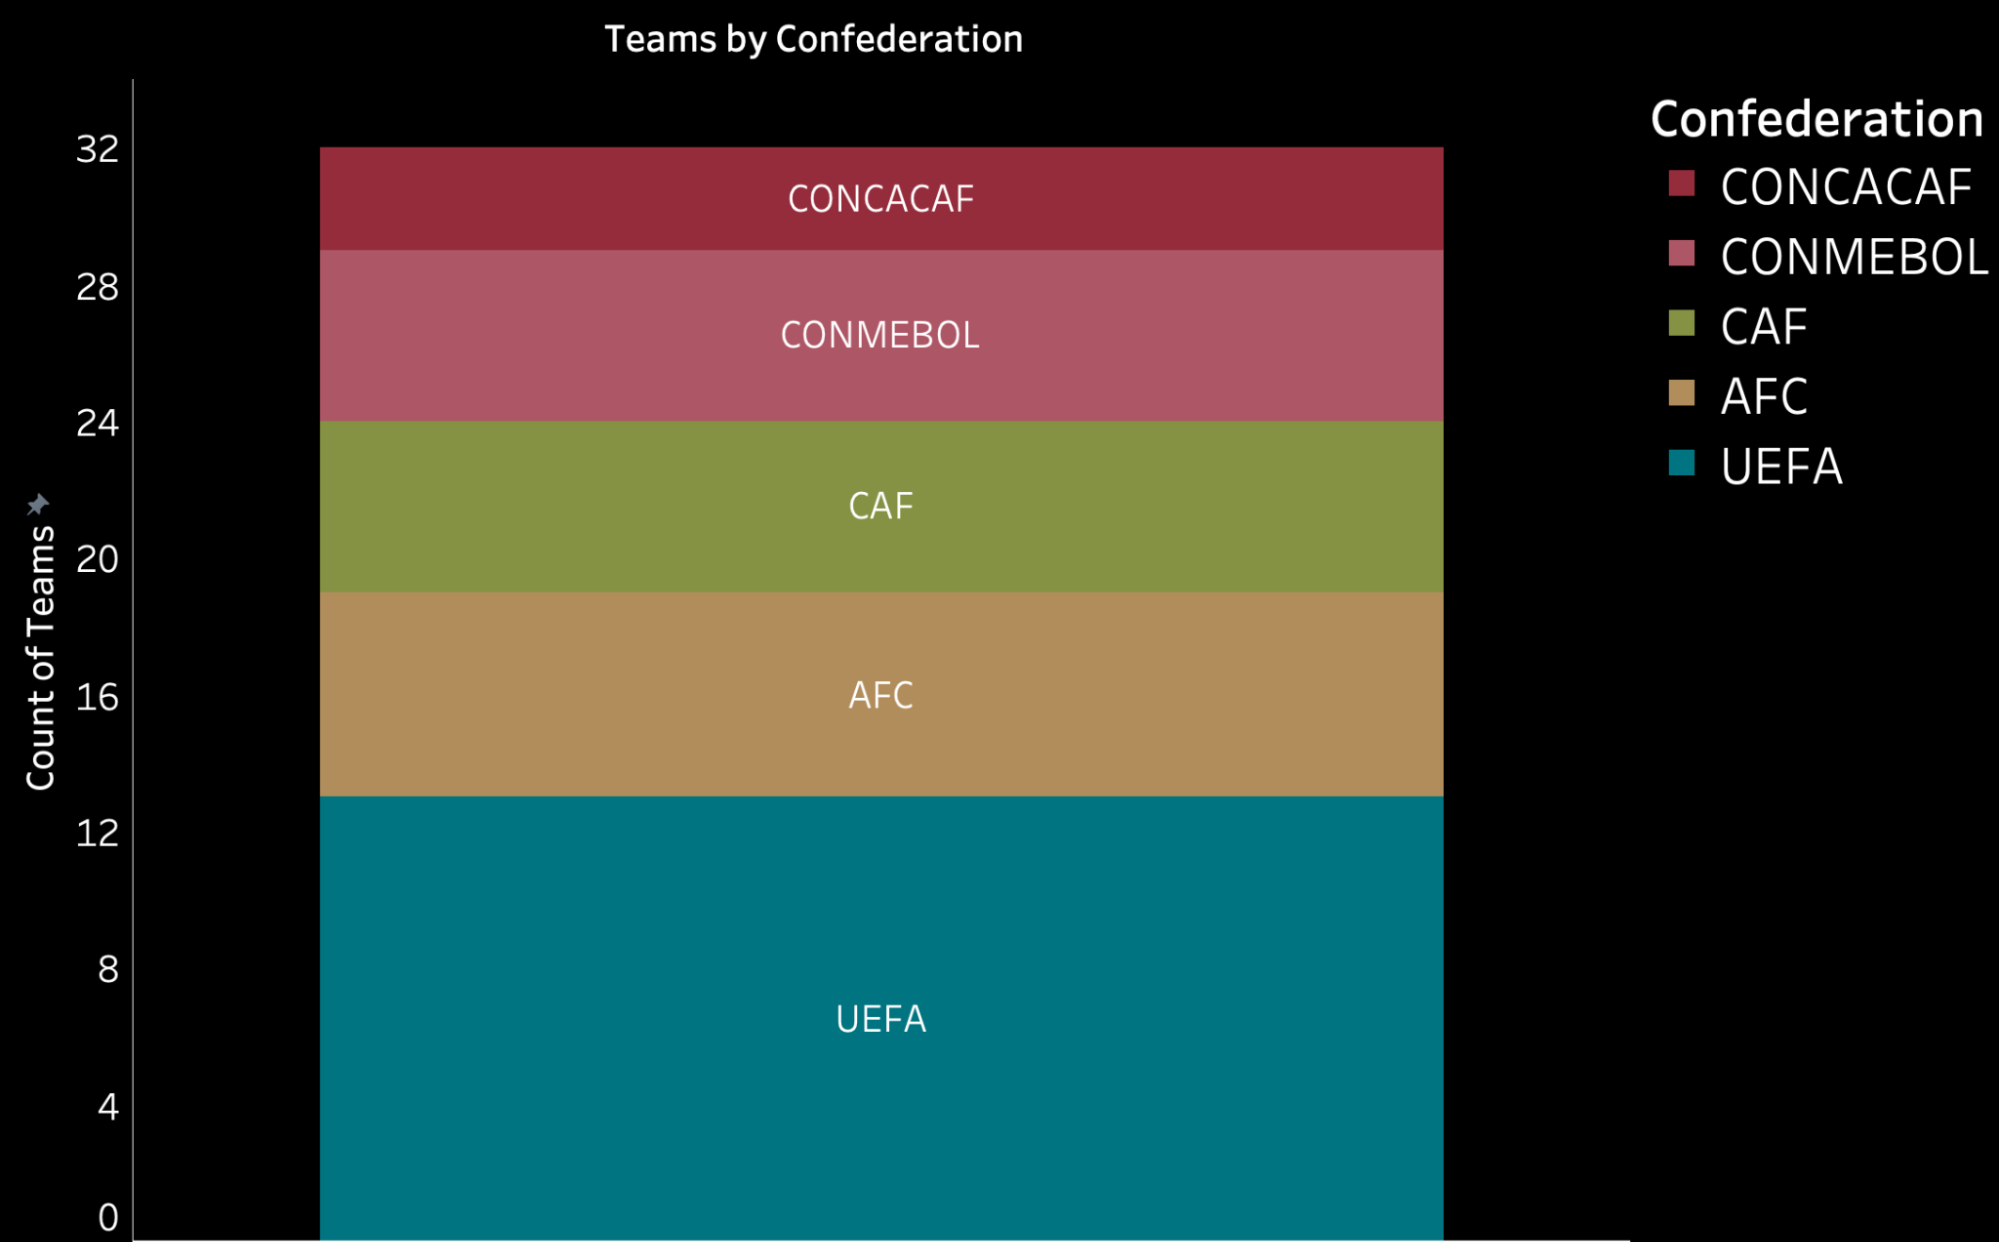 Teams by Confederation
Count of Teams
32
28
24
20
16
12
8
4
0
CONCACAF
CONMEBOL
CAF
AFC
UEFA
Confederation
CONCACAF
CONMEBOL
CAF
AFC
UEFA